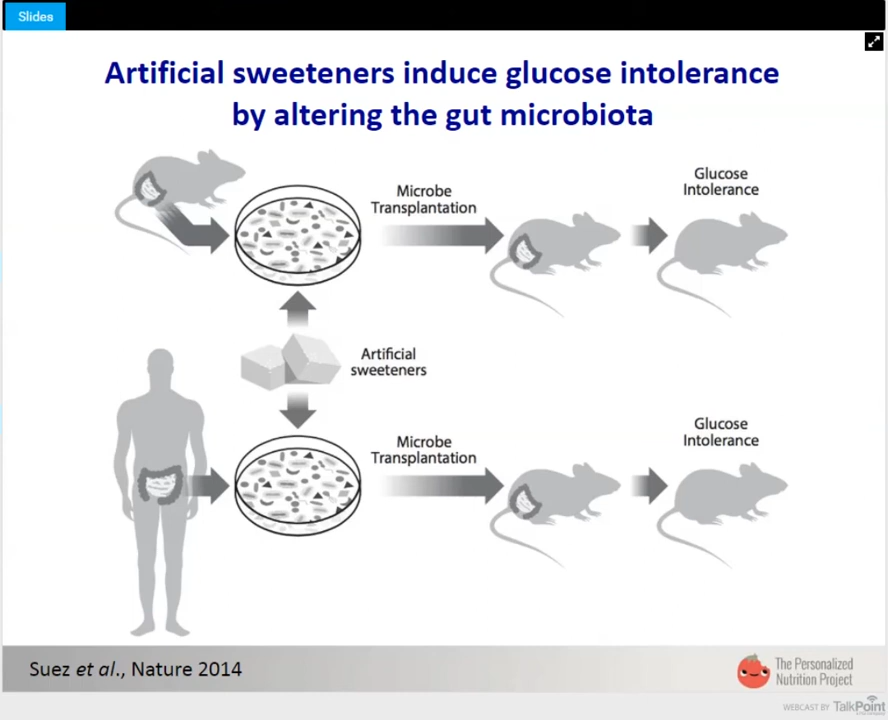 Slides
Artificial sweeteners induce glucose intolerance
by altering the gut microbiota
Microbe
Transplantation
Glucose
Intolerance
Artificial
sweeteners
Microbe
Transplantation
Glucose
Intolerance
Suez et al., Nature 2014
The Personalized
Nutrition Project
WEBCAST BY TalkPoint